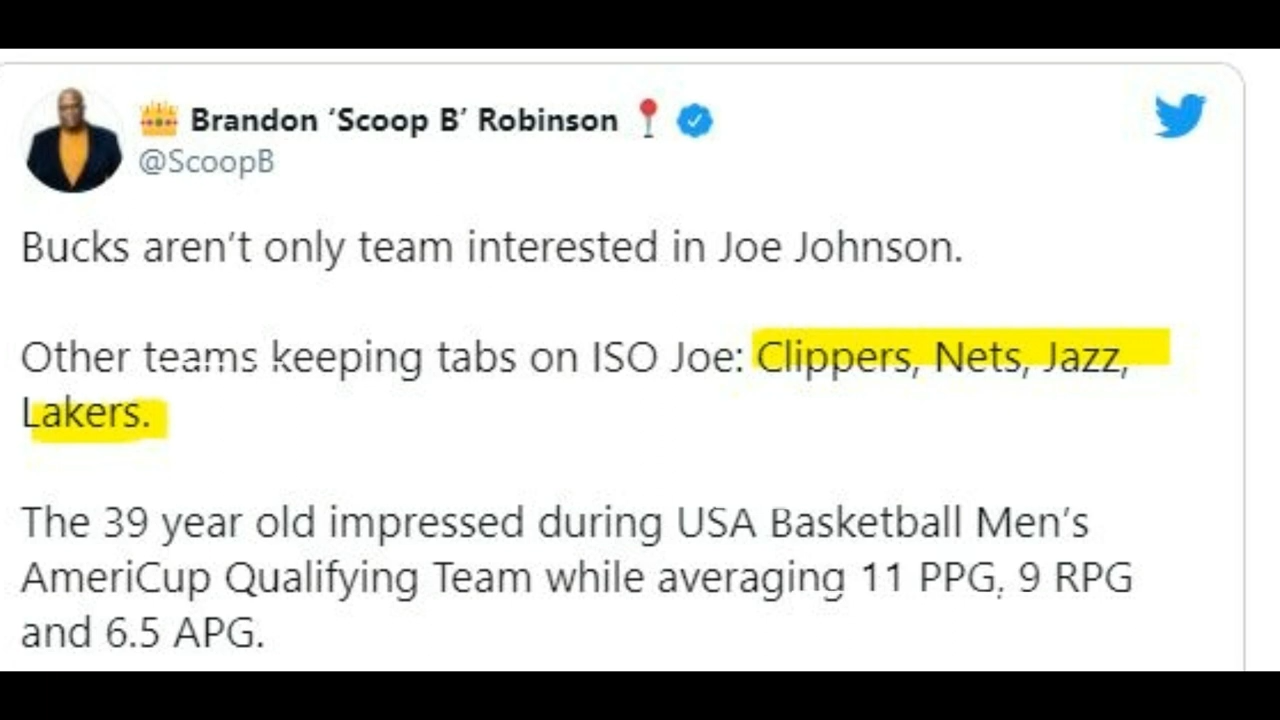 👑 Brandon ‘Scoop B’ Robinson 📍
@ScoopB
Bucks aren’t only team interested in Joe Johnson.
Other teams keeping tabs on ISO Joe: Clippers, Nets, Jazz,
Lakers.
The 39 year old impressed during USA Basketball Men’s
AmeriCup Qualifying Team while averaging 11 PPG, 9 RPG
and 6.5 APG.